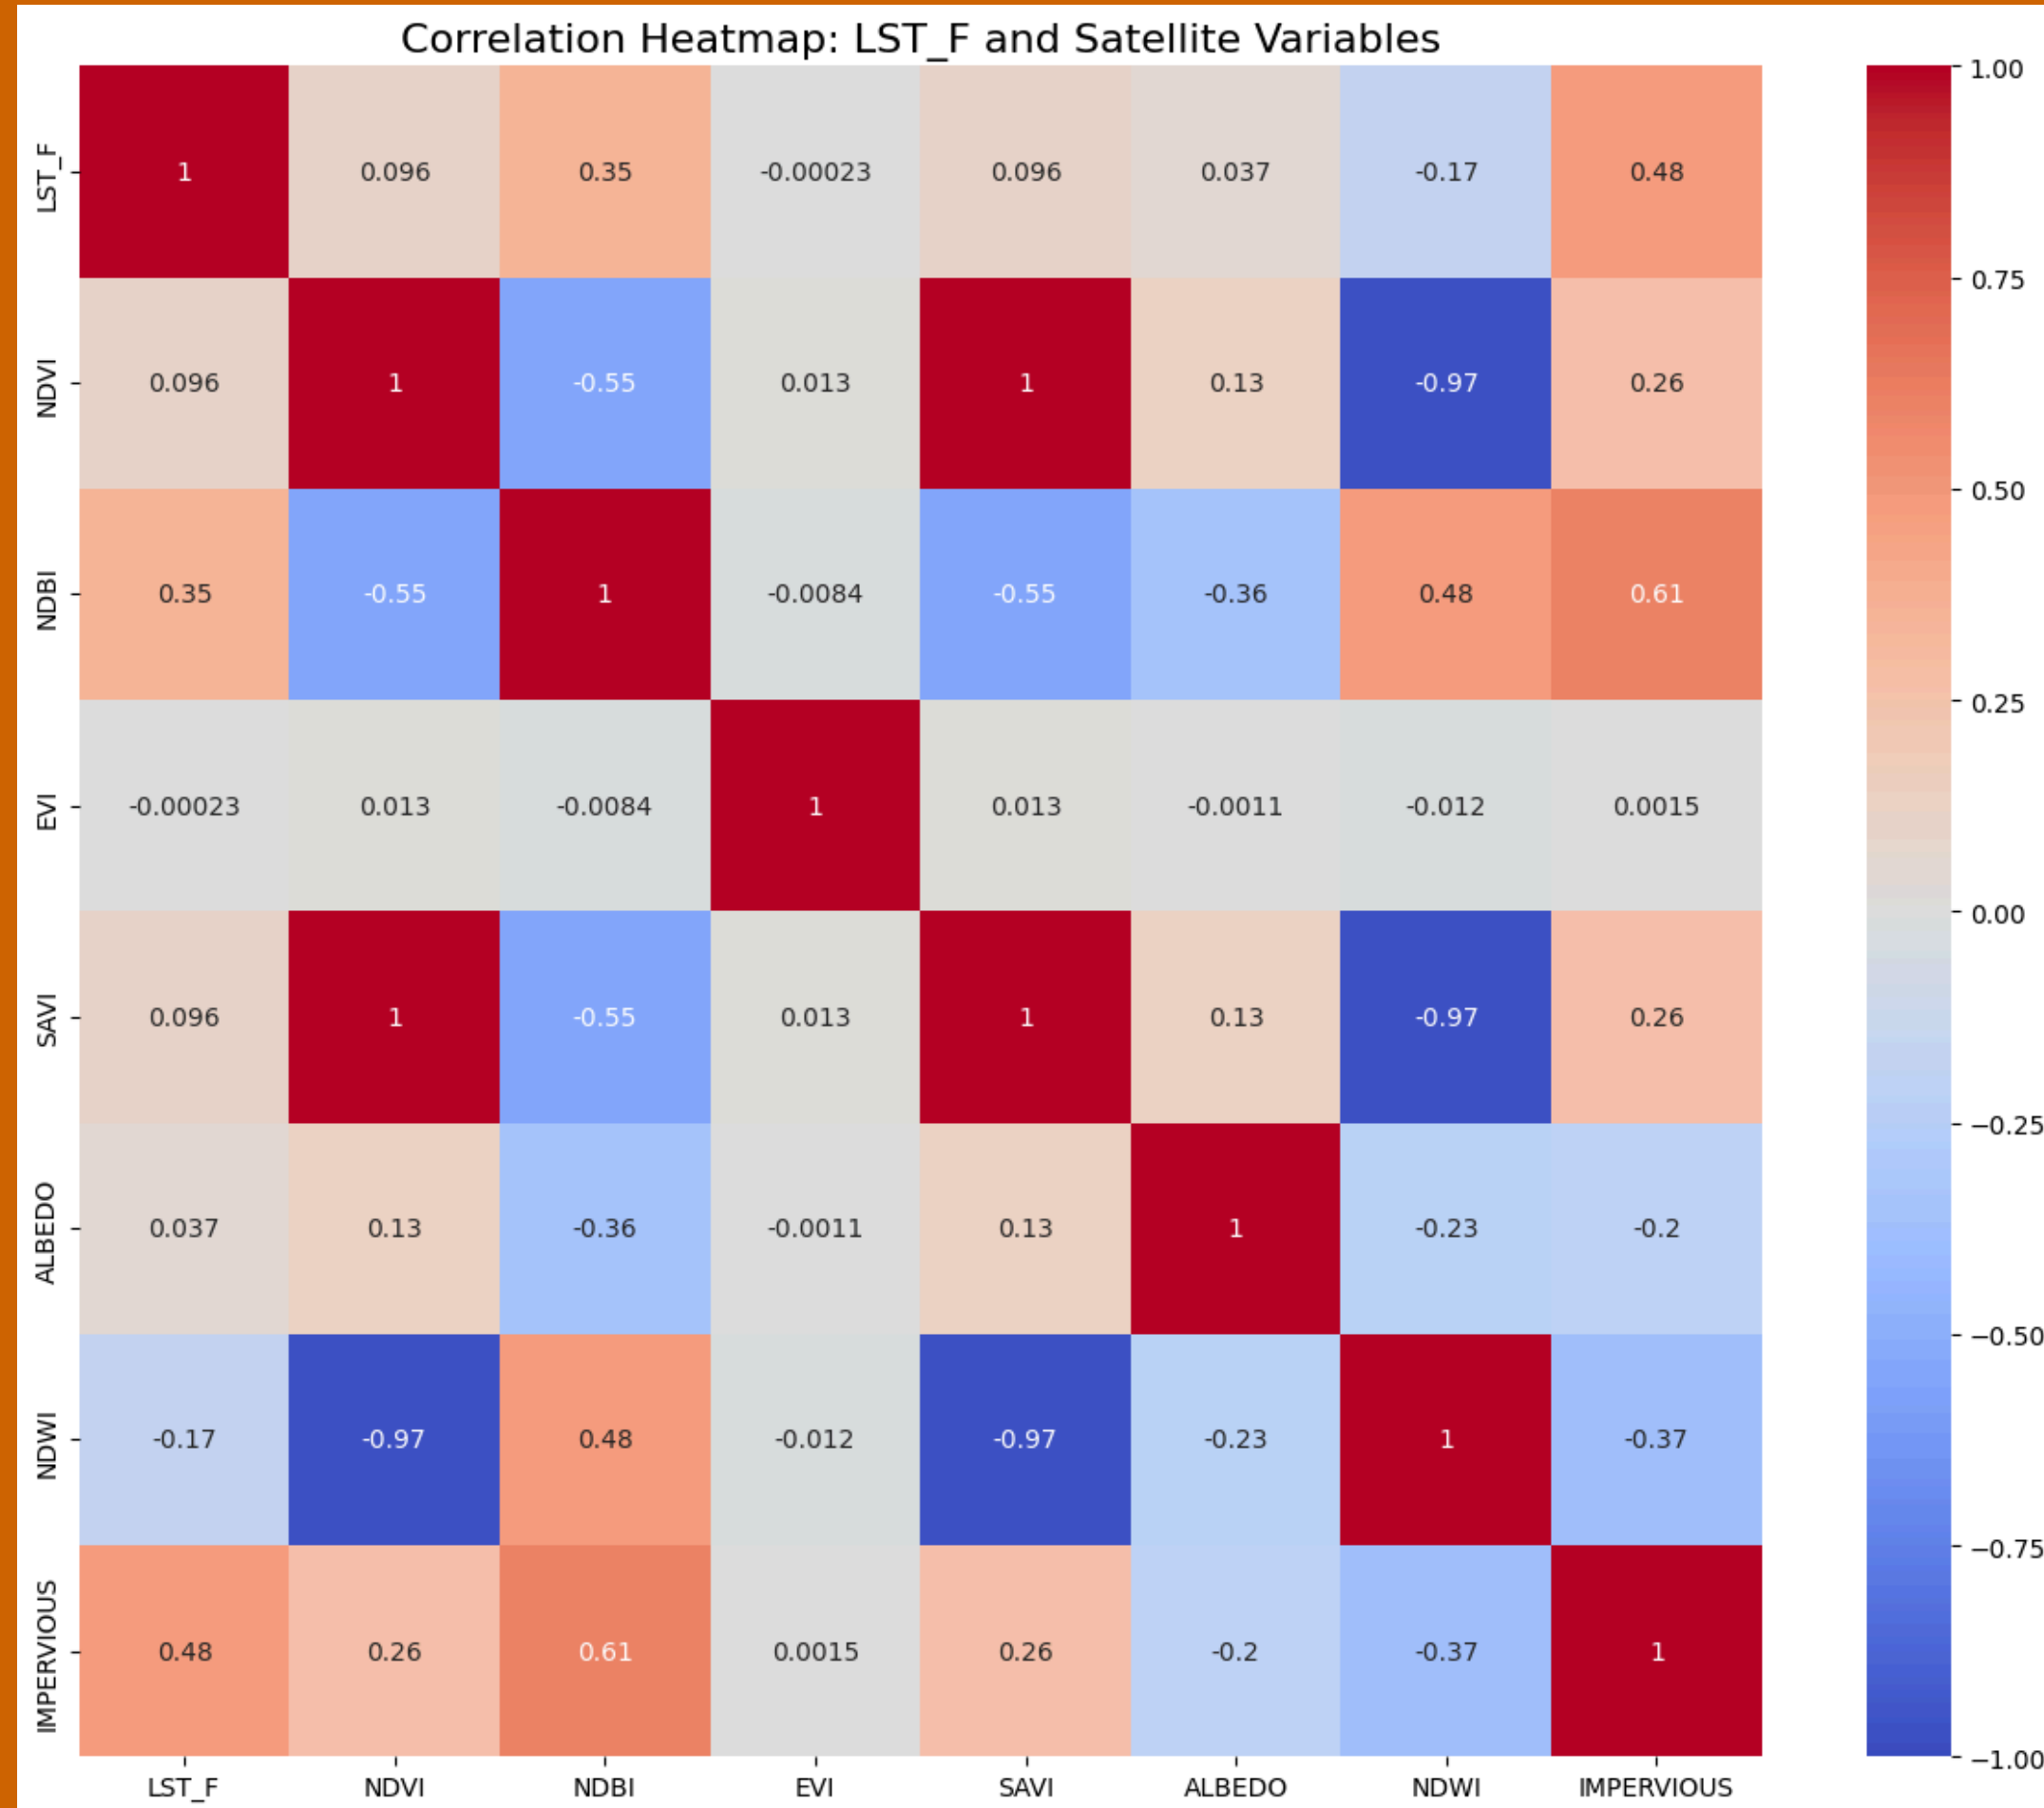 Correlation Heatmap: LST_F and Satellite Variables
LST_F 1 0.096 0.35 -0.00023 0.096 0.037 -0.17 0.48
NDVI 0.096 1 -0.55 0.013 1 0.13 -0.97 0.26
NDBI 0.35 -0.55 1 -0.0084 -0.55 -0.36 0.48 0.61
EVI -0.00023 0.013 -0.0084 1 0.013 -0.0011 -0.012 0.0015
SAVI 0.096 1 -0.55 0.013 1 0.13 -0.97 0.26
ALBEDO 0.037 0.13 -0.36 -0.0011 0.13 1 -0.23 -0.2
NDWI -0.17 -0.97 0.48 -0.012 -0.97 -0.23 1 -0.37
IMPERVIOUS 0.48 0.26 0.61 0.0015 0.26 -0.2 -0.37 1
LST_F NDVI NDBI EVI SAVI ALBEDO NDWI IMPERVIOUS
1.00
0.75
0.50
0.25
0.00
−0.25
−0.50
−0.75
−1.00